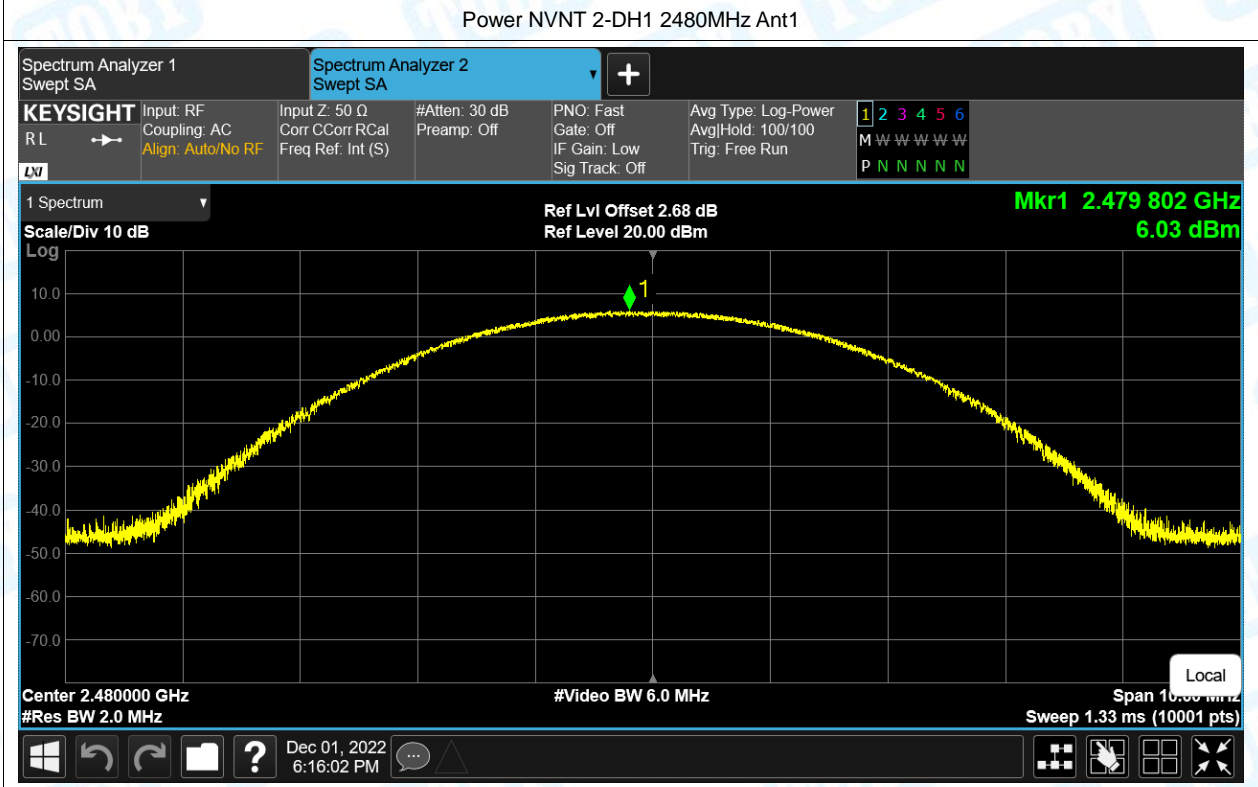 Power NVNT 2-DH1 2480MHz Ant1
Spectrum Analyzer 1
Swept SA
Spectrum Analyzer 2
Swept SA
KEYSIGHT
R L
LXI
Input: RF
Coupling: AC
Align: Auto/No RF
Input Z: 50 Ω
Corr CCorr RCal
Freq Ref: Int (S)
#Atten: 30 dB
Preamp: Off
PNO: Fast
Gate: Off
IF Gain: Low
Sig Track: Off
Avg Type: Log-Power
Avg|Hold: 100/100
Trig: Free Run
1 2 3 4 5 6
M W W W W W
P N N N N N
1 Spectrum
Scale/Div 10 dB
Ref Lvl Offset 2.68 dB
Ref Level 20.00 dBm
Mkr1 2.479 802 GHz
6.03 dBm
Log
1
10.0
0.00
-10.0
-20.0
-30.0
-40.0
-50.0
-60.0
-70.0
Local
Center 2.480000 GHz
#Res BW 2.0 MHz
#Video BW 6.0 MHz
Span 10.00 MHz
Sweep 1.33 ms (10001 pts)
Dec 01, 2022
6:16:02 PM